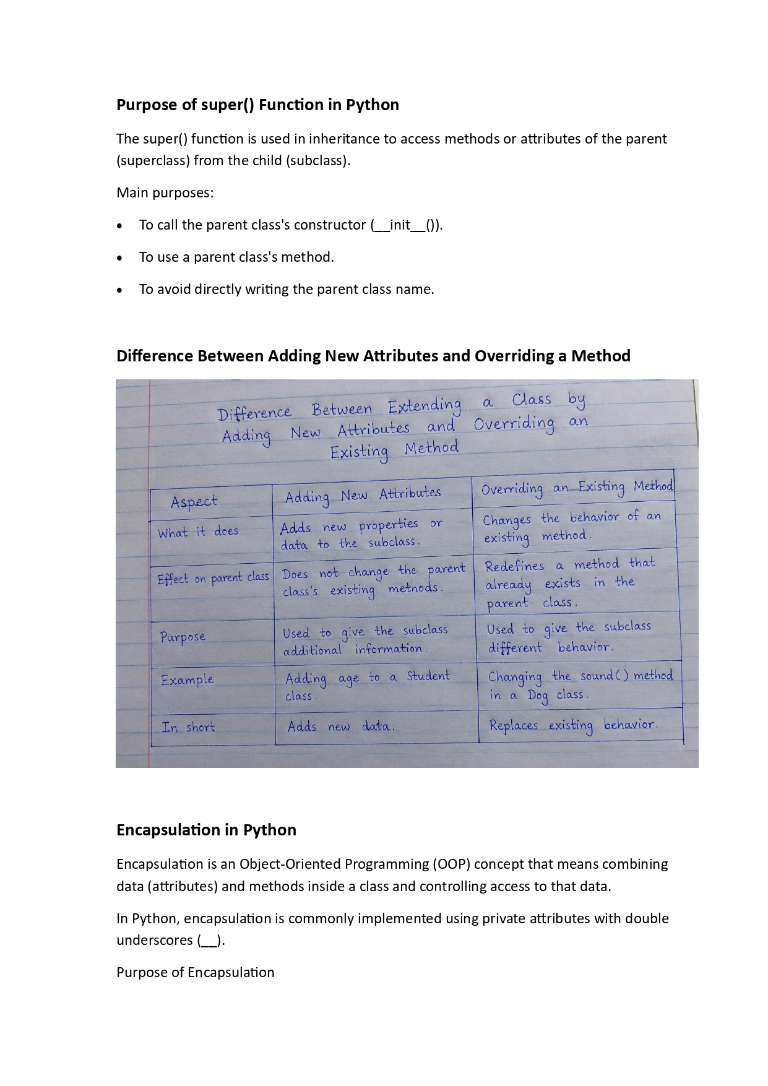 Purpose of super() Function in Python
The super() function is used in inheritance to access methods or attributes of the parent
(superclass) from the child (subclass).
Main purposes:
• To call the parent class's constructor (__init__()).
• To use a parent class's method.
• To avoid directly writing the parent class name.
Difference Between Adding New Attributes and Overriding a Method
Difference Between Extending a Class by
Adding New Attributes and Overriding an
Existing Method
Aspect
Adding New Attributes
Overriding an Existing Method
What it does
Adds new properties or
data to the subclass.
Changes the behavior of an
existing method.
Effect on parent class
Does not change the parent
class's existing methods.
Redefines a method that
already exists in the
parent class.
Purpose
Used to give the subclass
additional information.
Used to give the subclass
different behavior.
Example
Adding age to a Student
class.
Changing the sound() method
in a Dog class.
In short
Adds new data.
Replaces existing behavior.
Encapsulation in Python
Encapsulation is an Object-Oriented Programming (OOP) concept that means combining
data (attributes) and methods inside a class and controlling access to that data.
In Python, encapsulation is commonly implemented using private attributes with double
underscores (__).
Purpose of Encapsulation